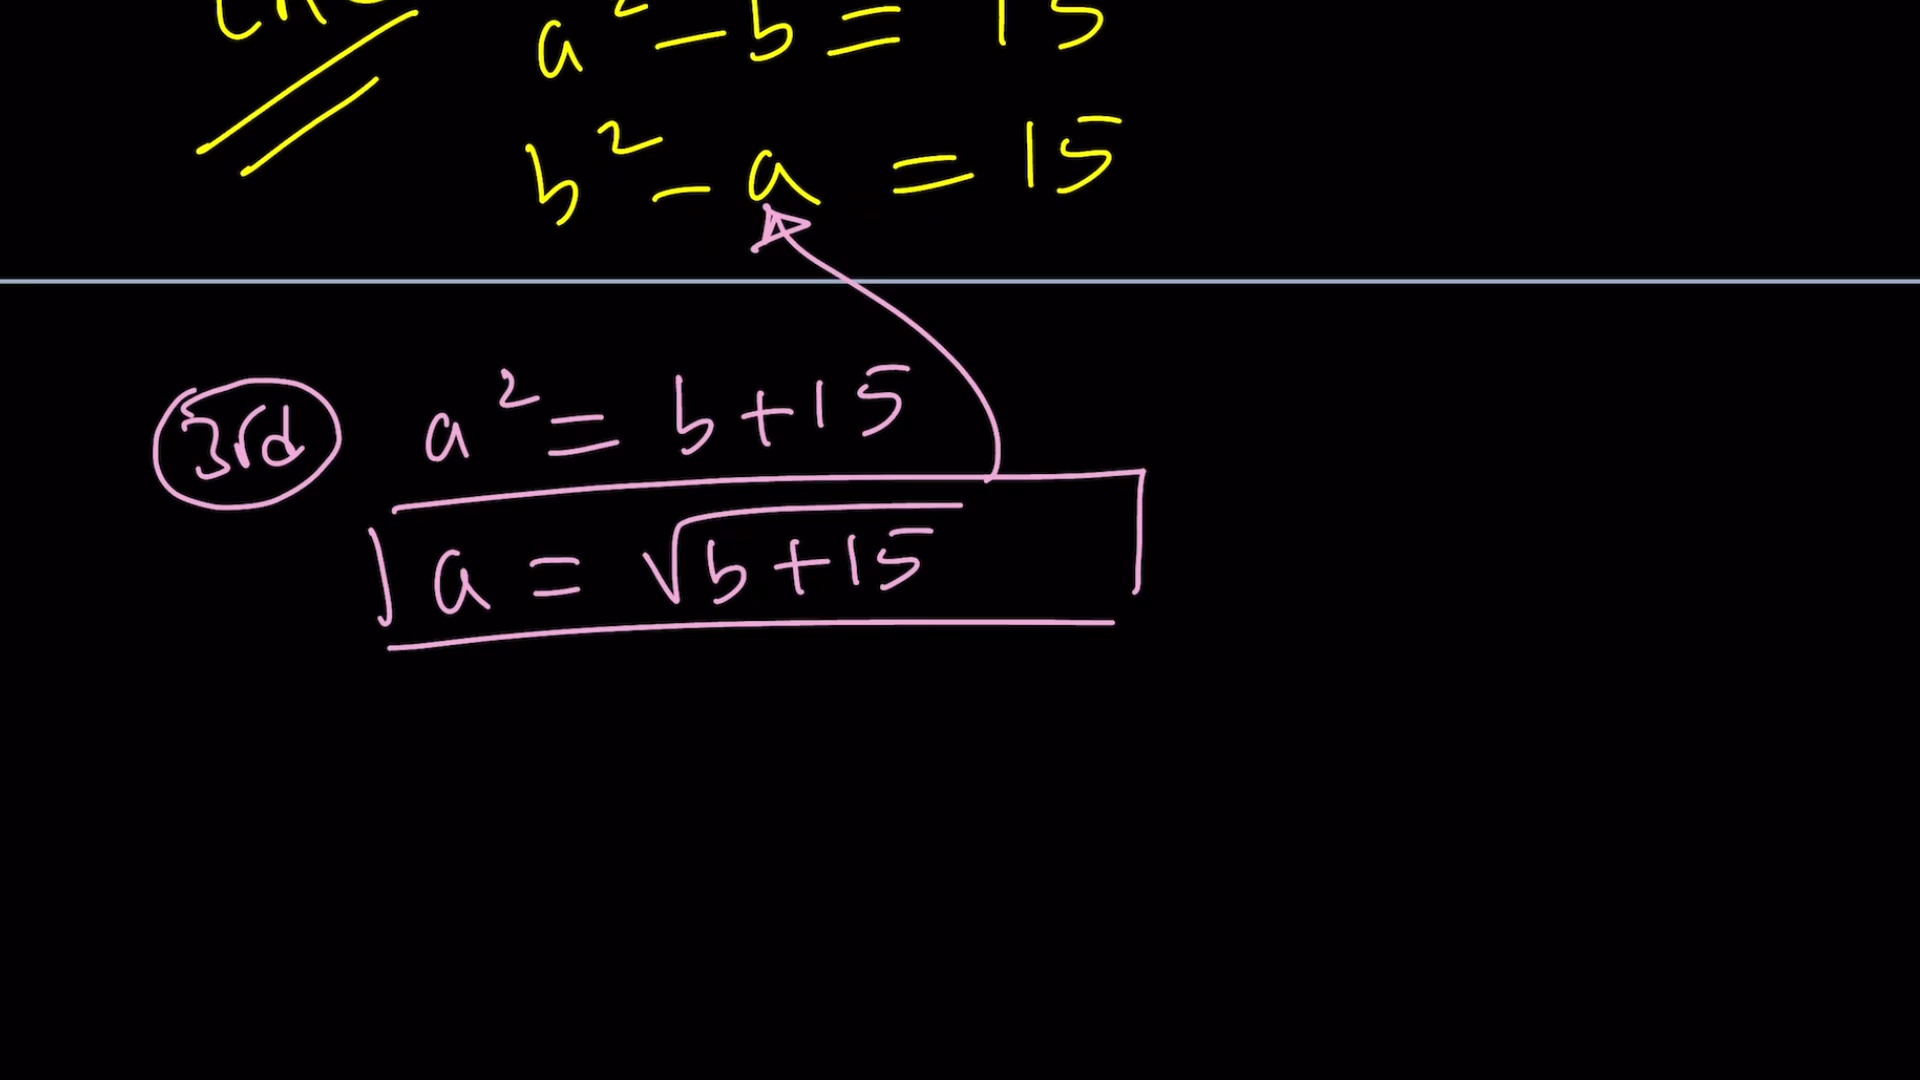 a² - b = 15
b² - a = 15
3rd a² = b + 15
a = √b + 15